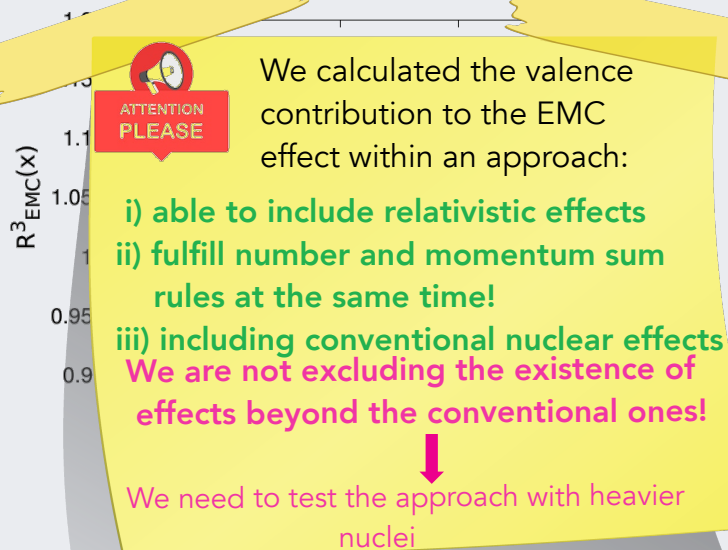 ATTENTION
PLEASE
We calculated the valence
contribution to the EMC
effect within an approach:
i) able to include relativistic effects
ii) fulfill number and momentum sum
rules at the same time!
iii) including conventional nuclear effects
We are not excluding the existence of
effects beyond the conventional ones!
We need to test the approach with heavier
nuclei
R³EMC(x)
1.1
1.05
1
0.95
0.9